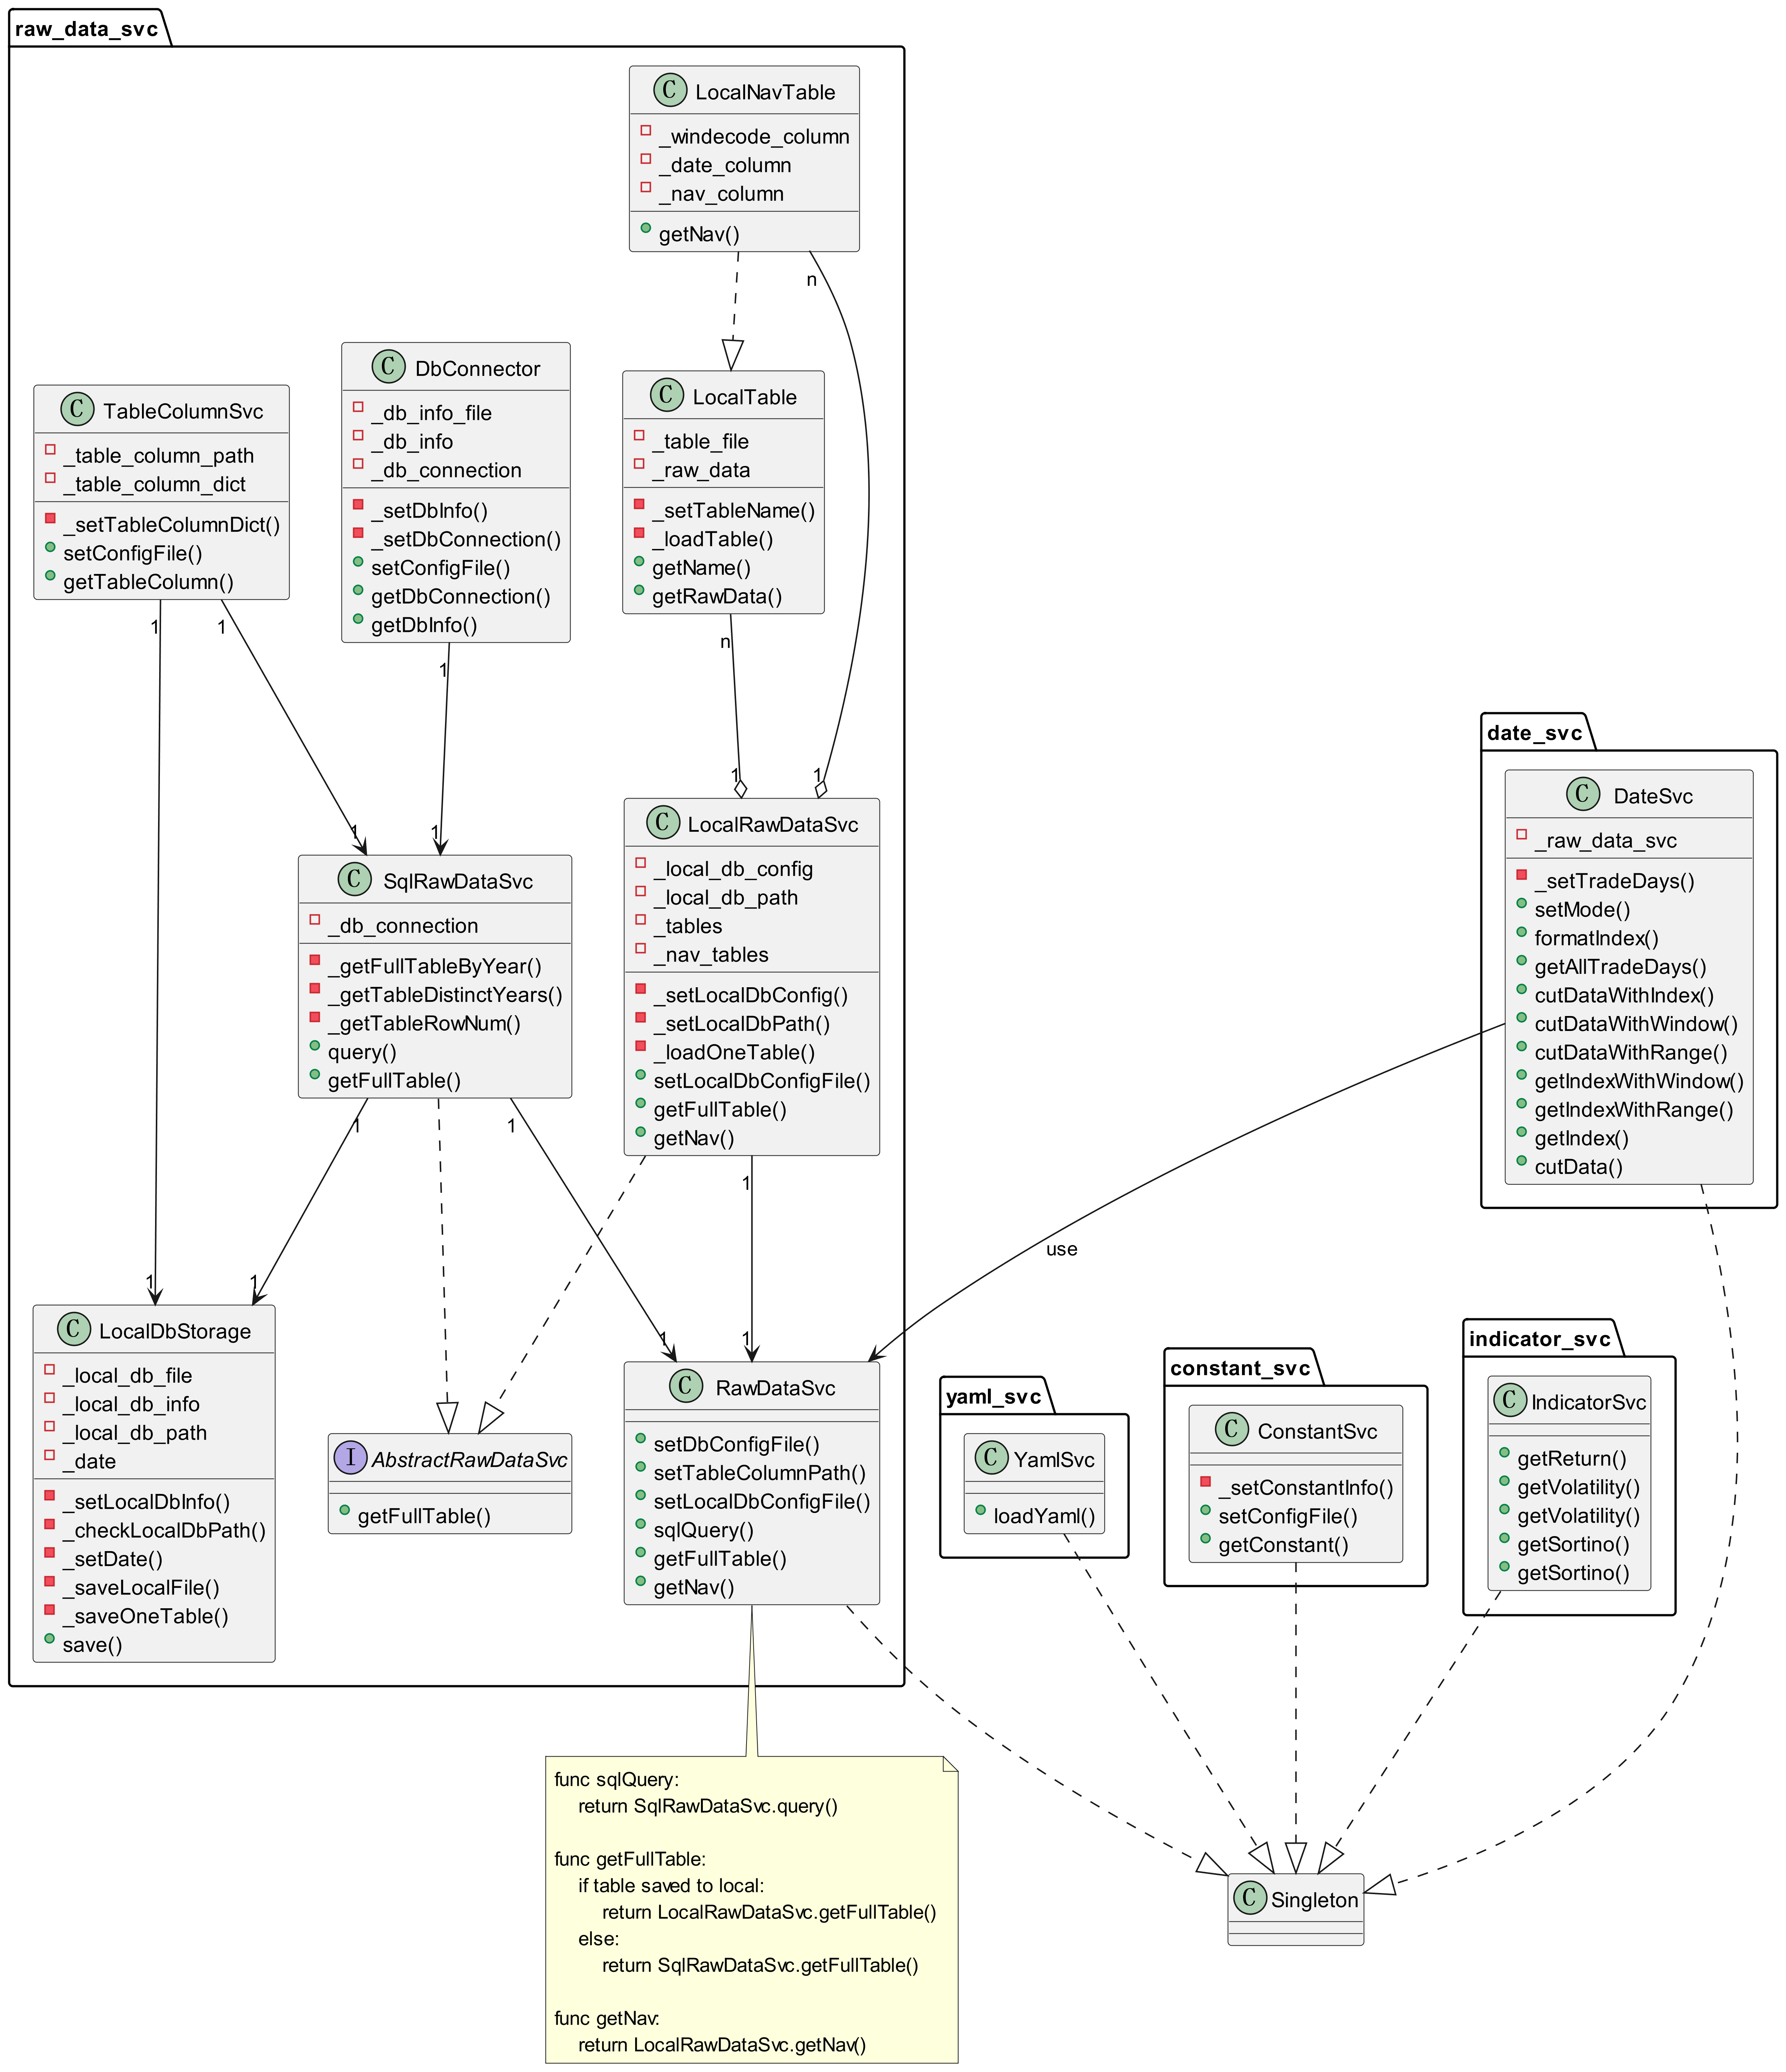 raw_data_svc
C LocalNavTable
_windecode_column
_date_column
_nav_column
getNav()
n
C TableColumnSvc
_table_column_path
_table_column_dict
_setTableColumnDict()
setConfigFile()
getTableColumn()
1
1
C DbConnector
_db_info_file
_db_info
_db_connection
_setDbInfo()
_setDbConnection()
setConfigFile()
getDbConnection()
getDbInfo()
1
C LocalTable
_table_file
_raw_data
_setTableName()
_loadTable()
getName()
getRawData()
n
1
1
1
1
C SqlRawDataSvc
_db_connection
_getFullTableByYear()
_getTableDistinctYears()
_getTableRowNum()
query()
getFullTable()
1
1
C LocalRawDataSvc
_local_db_config
_local_db_path
_tables
_nav_tables
_setLocalDbConfig()
_setLocalDbPath()
_loadOneTable()
setLocalDbConfigFile()
getFullTable()
getNav()
1
date_svc
C DateSvc
_raw_data_svc
_setTradeDays()
setMode()
formatIndex()
getAllTradeDays()
cutDataWithIndex()
cutDataWithWindow()
cutDataWithRange()
getIndexWithWindow()
getIndexWithRange()
getIndex()
cutData()
use
1
1
1
1
C LocalDbStorage
_local_db_file
_local_db_info
_local_db_path
_date
_setLocalDbInfo()
_checkLocalDbPath()
_setDate()
_saveLocalFile()
_saveOneTable()
save()
I AbstractRawDataSvc
getFullTable()
C RawDataSvc
setDbConfigFile()
setTableColumnPath()
setLocalDbConfigFile()
sqlQuery()
getFullTable()
getNav()
yaml_svc
C YamlSvc
loadYaml()
constant_svc
C ConstantSvc
_setConstantInfo()
setConfigFile()
getConstant()
indicator_svc
C IndicatorSvc
getReturn()
getVolatility()
getVolatility()
getSortino()
getSortino()
func sqlQuery:
return SqlRawDataSvc.query()
func getFullTable:
if table saved to local:
return LocalRawDataSvc.getFullTable()
else:
return SqlRawDataSvc.getFullTable()
func getNav:
return LocalRawDataSvc.getNav()
C Singleton